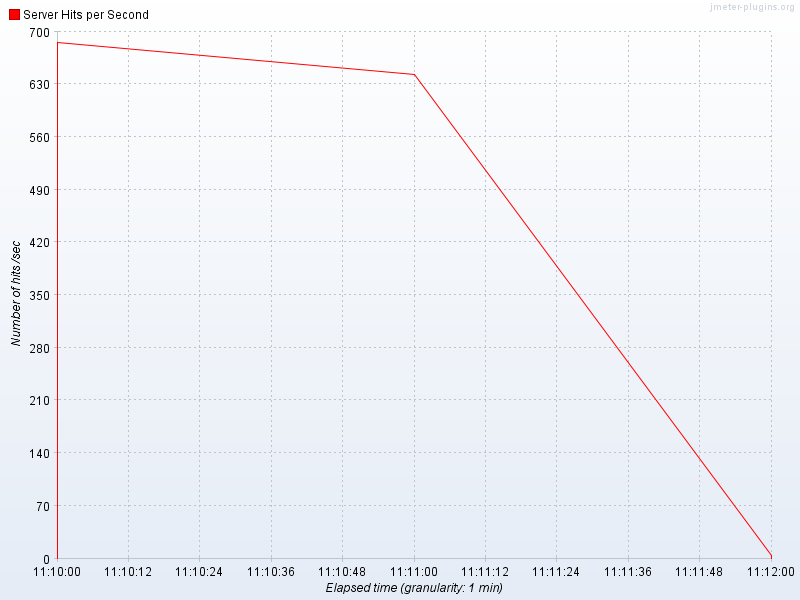 jmeter-plugins.org
Server Hits per Second
700
630
560
490
420
350
280
210
140
70
0
Number of hits /sec
11:10:00 11:10:12 11:10:24 11:10:36 11:10:48 11:11:00 11:11:12 11:11:24 11:11:36 11:11:48 11:12:00
Elapsed time (granularity: 1 min)